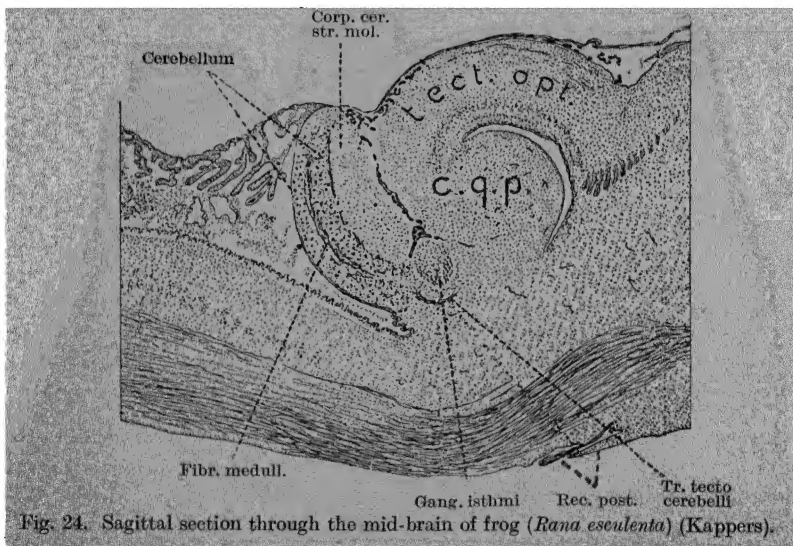 Corp. cer.
str. mol.
Cerebellum
tect. opt.
c.q.p.
Fibr. medull.
Gang. isthmi
Rec. post.
Tr. tecto
cerebelli
Fig. 24. Sagittal section through the mid-brain of frog (Rana esculenta) (Kappers).